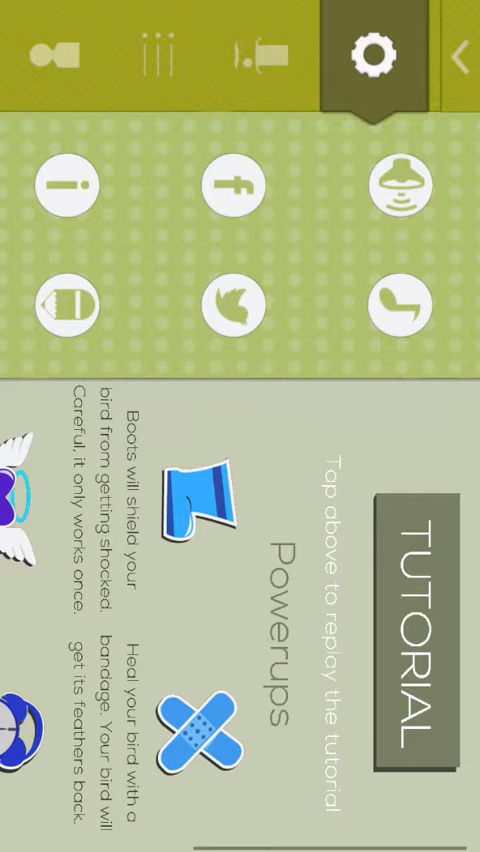 TUTORIAL
Tap above to replay the tutorial
Powerups
Boots will shield your
bird from getting shocked.
Careful, it only works once.
Heal your bird with a
bandage. Your bird will
get its feathers back.